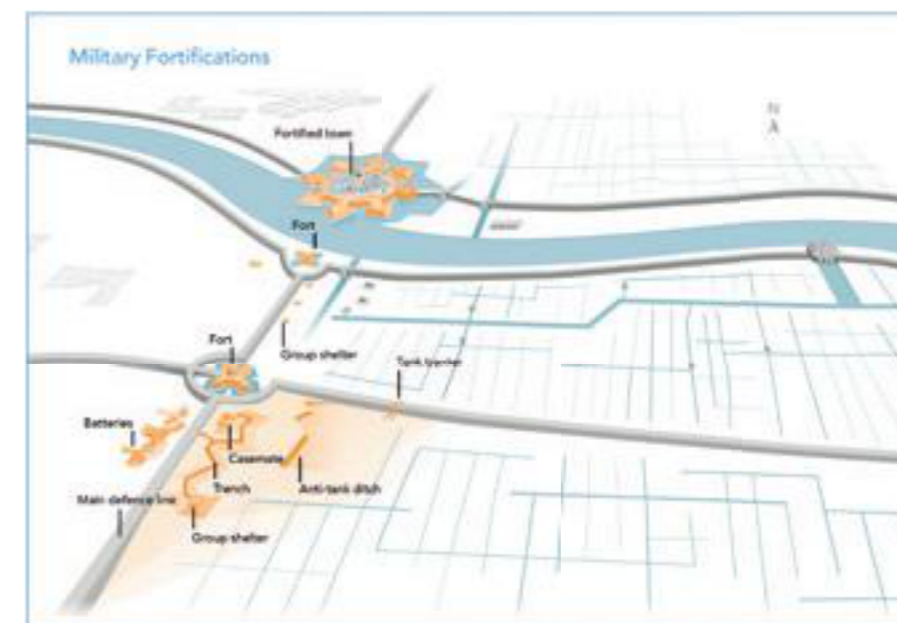 Military Fortifications
N
Fortified town
Fort
Group shelter
Fort
Tank barrier
Batteries
Casemate
Trench
Anti-tank ditch
Main defence line
Group shelter